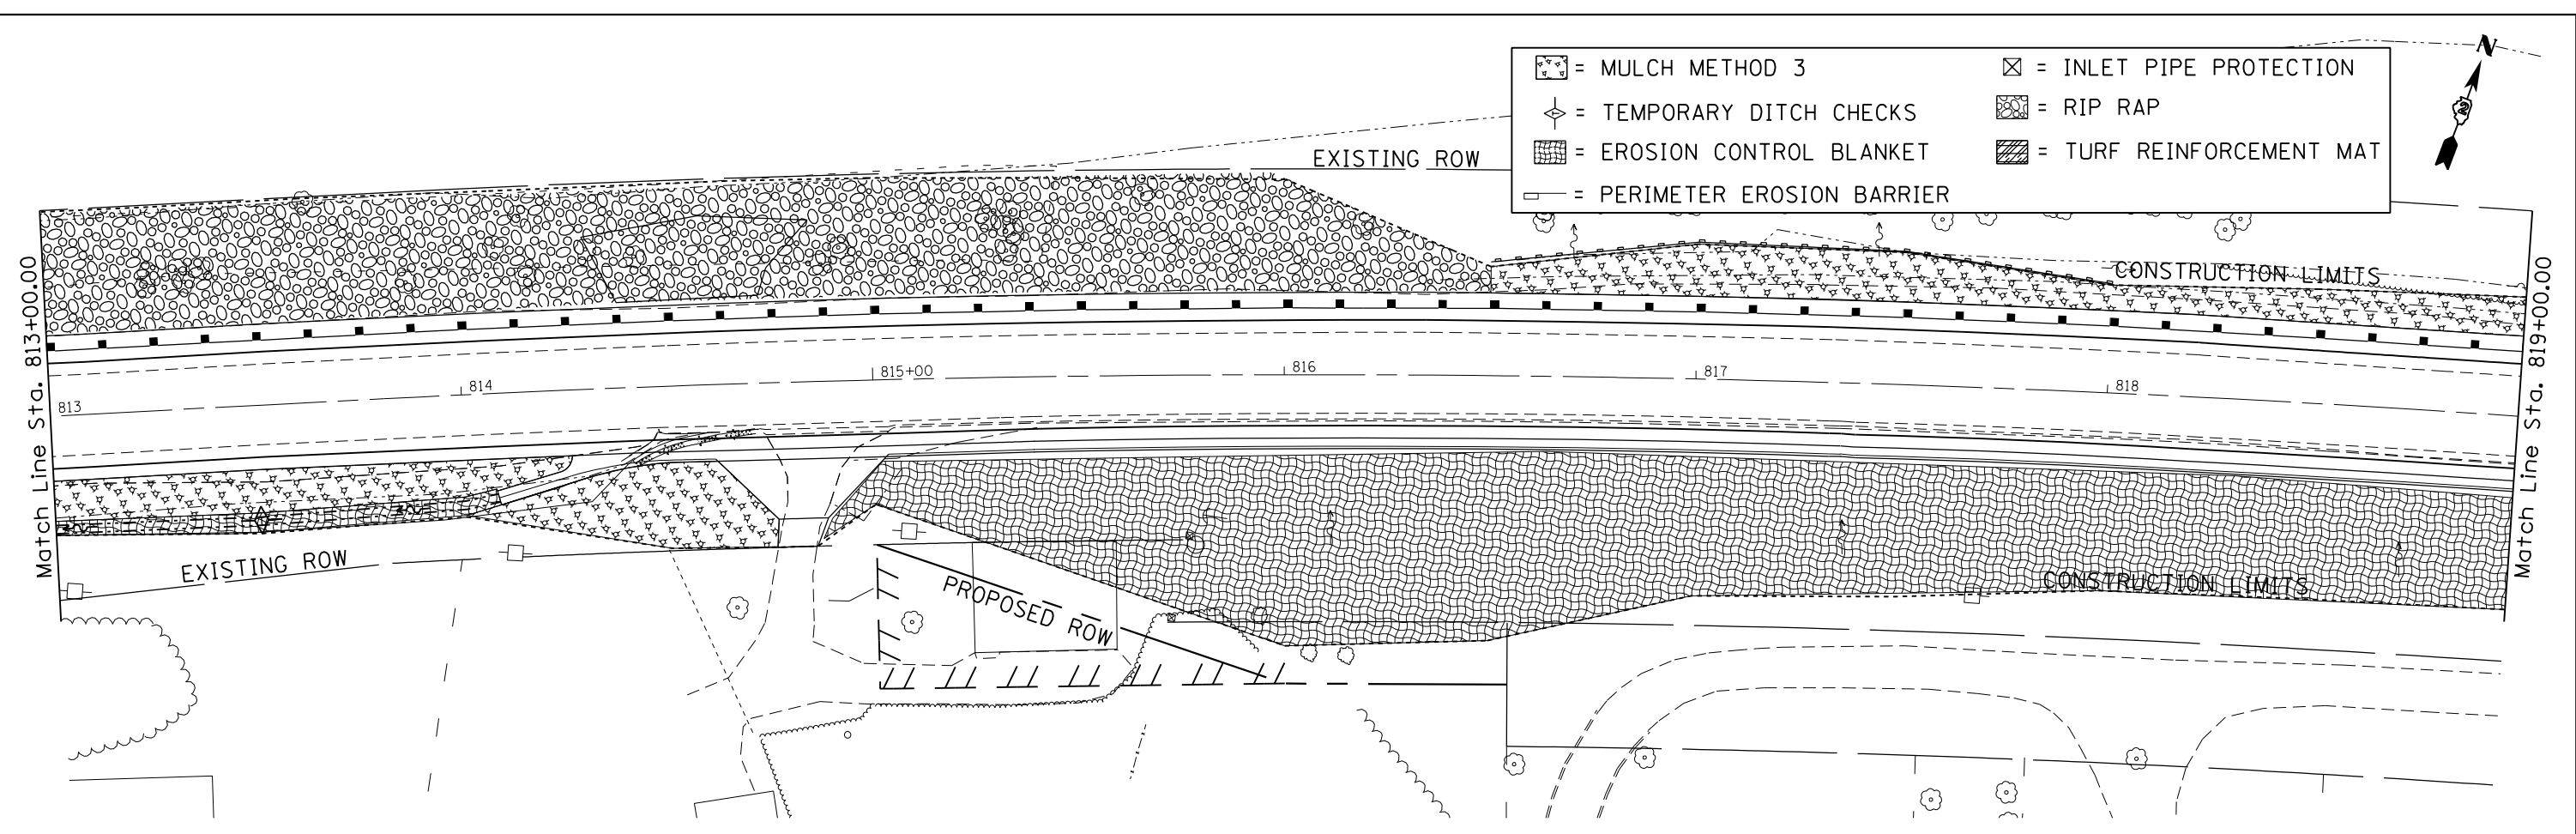 N
2
= MULCH METHOD 3
= INLET PIPE PROTECTION
= TEMPORARY DITCH CHECKS
= RIP RAP
= EROSION CONTROL BLANKET
= TURF REINFORCEMENT MAT
= PERIMETER EROSION BARRIER
EXISTING ROW
CONSTRUCTION LIMITS
Match Line Sta. 813+00.00
Match Line Sta. 819+00.00
813
814
815+00
816
817
818
EXISTING ROW
PROPOSED ROW
CONSTRUCTION LIMITS